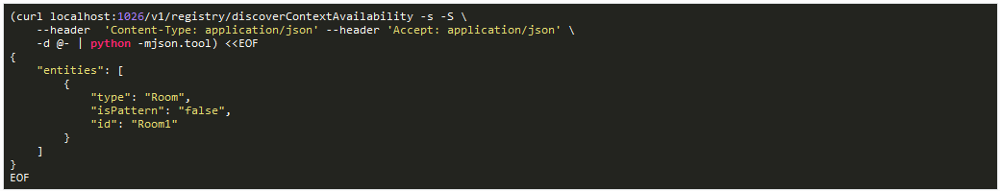 (curl localhost:1026/v1/registry/discoverContextAvailability -s -S \
    --header  'Content-Type: application/json' --header 'Accept: application/json' \
    -d @- | python -mjson.tool) <<EOF
{
    "entities": [
        {
            "type": "Room",
            "isPattern": "false",
            "id": "Room1"
        }
    ]
}
EOF